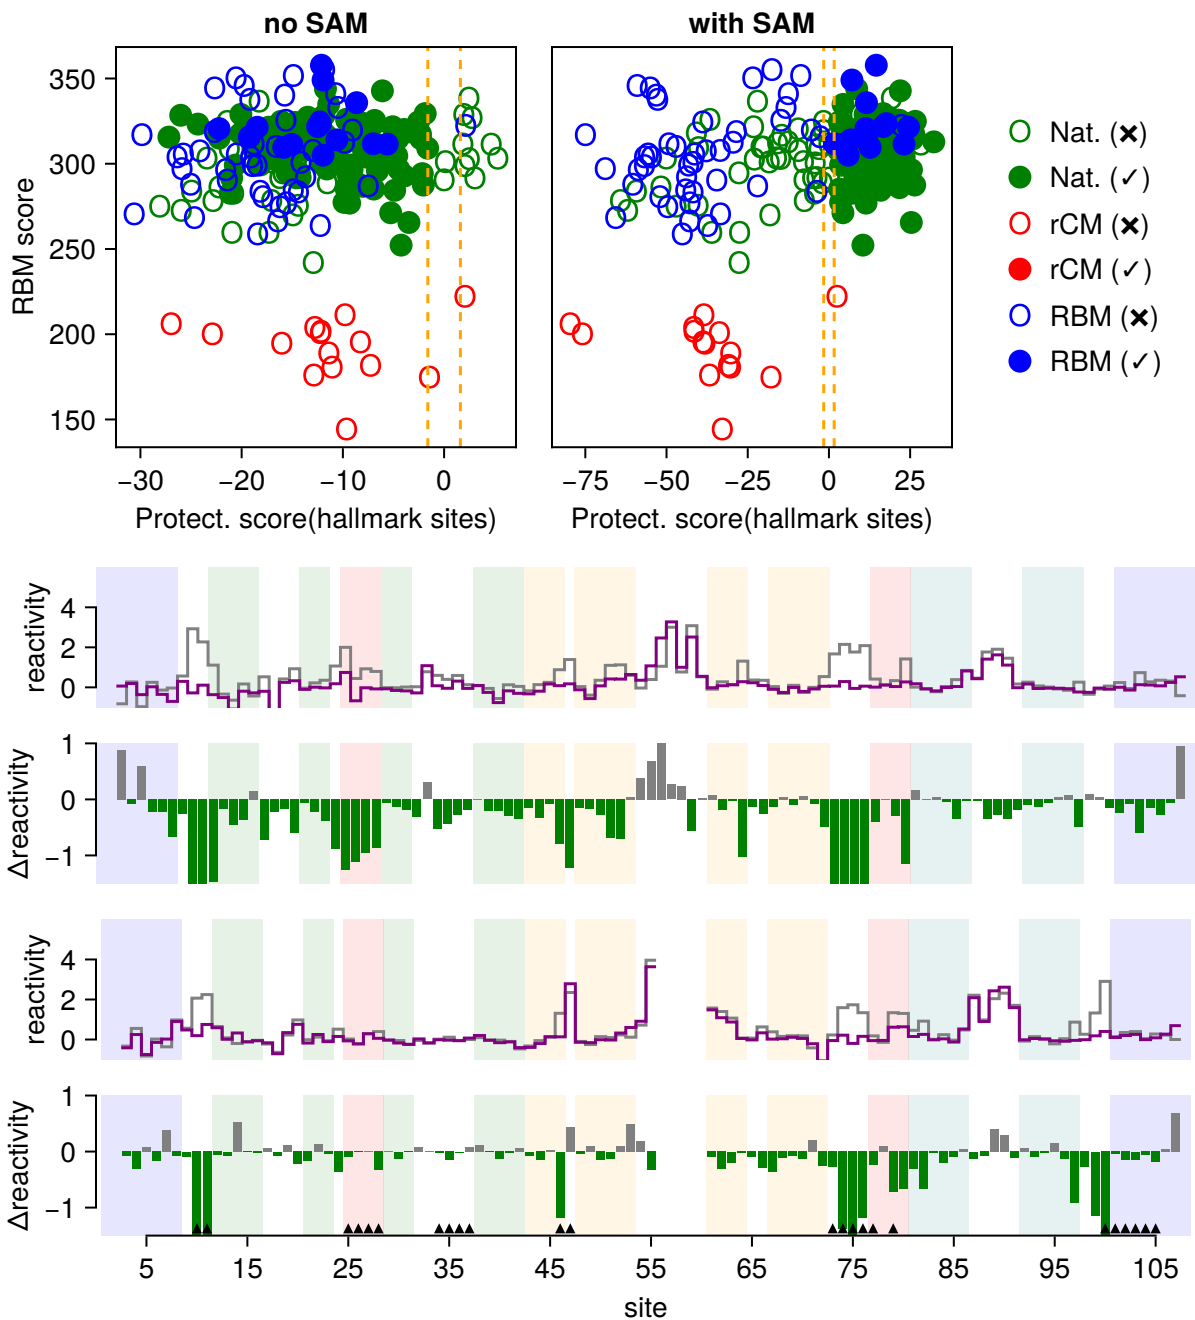 no SAM
with SAM
RBM score
350
300
250
200
150
−30
−20
−10
0
−75
−50
−25
0
25
Protect. score(hallmark sites)
Protect. score(hallmark sites)
Nat. (×)
Nat. (✓)
rCM (×)
rCM (✓)
RBM (×)
RBM (✓)
reactivity
4
2
0
Δreactivity
1
0
−1
reactivity
4
2
0
Δreactivity
1
0
−1
5
15
25
35
45
55
65
75
85
95
105
site